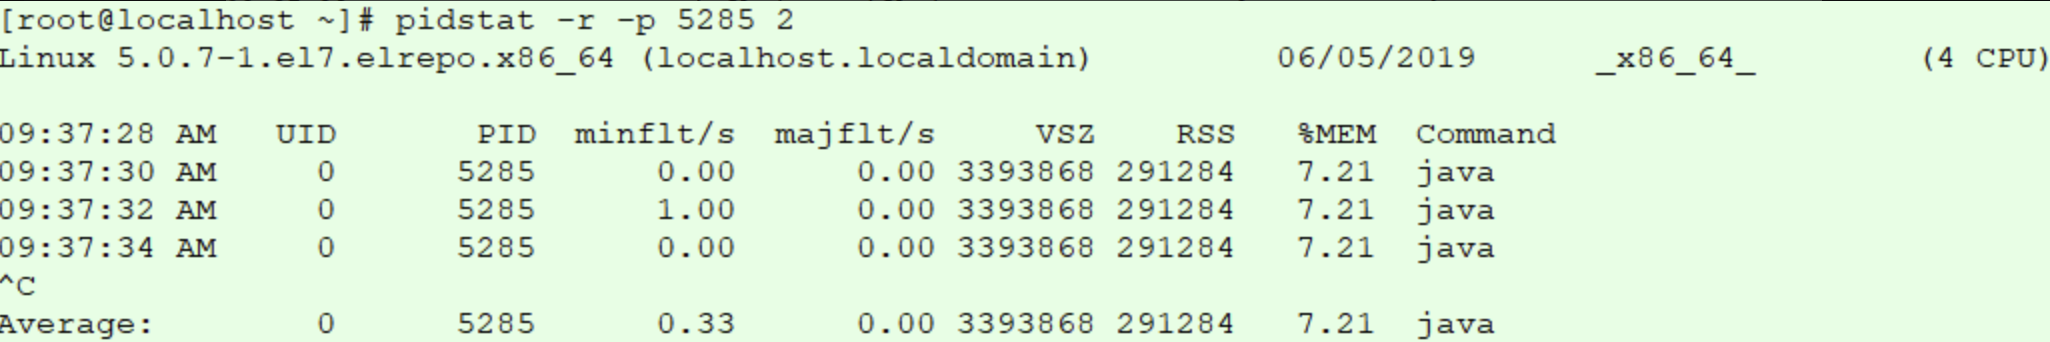 [root@localhost ~]# pidstat -r -p 5285 2
Linux 5.0.7-1.el7.elrepo.x86_64 (localhost.localdomain) 06/05/2019 _x86_64_ (4 CPU)
09:37:28 AM UID PID minflt/s majflt/s VSZ RSS %MEM Command
09:37:30 AM 0 5285 0.00 0.00 3393868 291284 7.21 java
09:37:32 AM 0 5285 1.00 0.00 3393868 291284 7.21 java
09:37:34 AM 0 5285 0.00 0.00 3393868 291284 7.21 java
^C
Average: 0 5285 0.33 0.00 3393868 291284 7.21 java